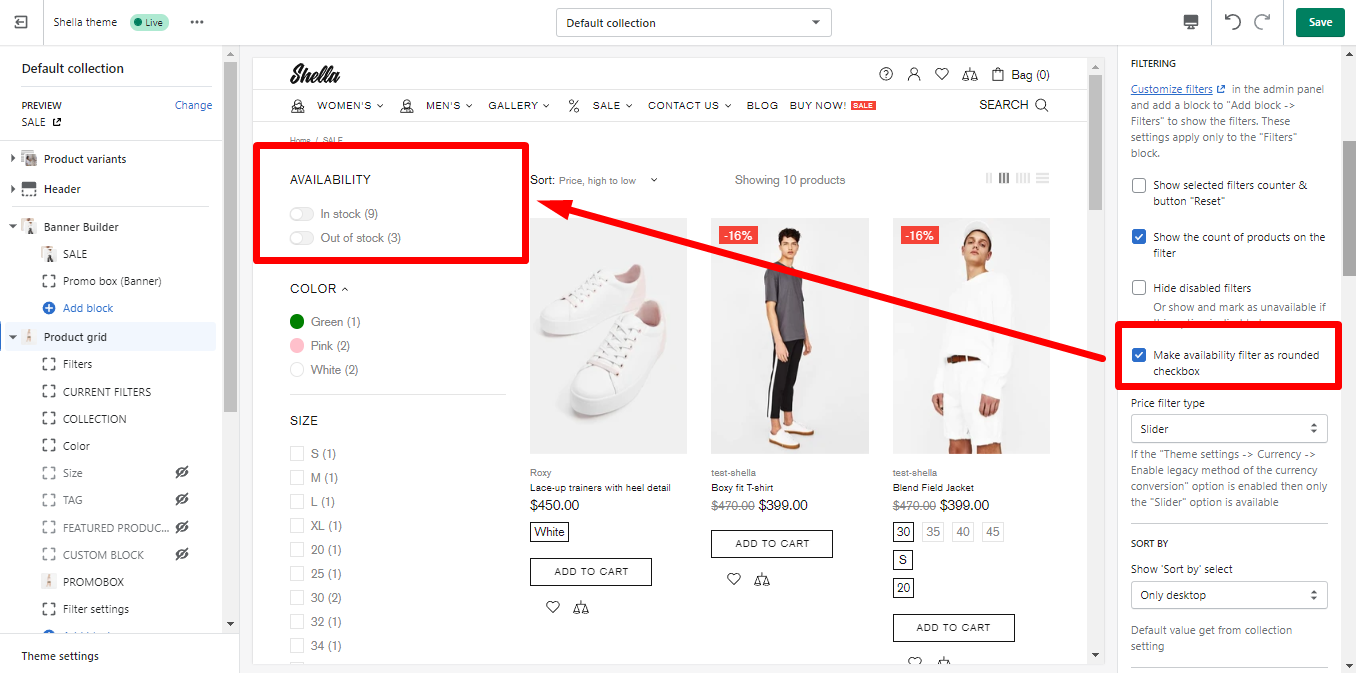 Shella theme
Live
Default collection
Save
Default collection
PREVIEW
Change
SALE
Product variants
Header
Banner Builder
SALE
Promo box (Banner)
Add block
Product grid
Filters
CURRENT FILTERS
COLLECTION
Color
Size
TAG
FEATURED PRODUC...
CUSTOM BLOCK
PROMOBOX
Filter settings
Theme settings
Shella
Bag (0)
WOMEN'S
MEN'S
GALLERY
SALE
CONTACT US
BLOG
BUY NOW!
SALE
SEARCH
Home / SALE
AVAILABILITY
In stock (9)
Out of stock (3)
COLOR
Green (1)
Pink (2)
White (2)
SIZE
S (1)
M (1)
L (1)
XL (1)
20 (1)
25 (1)
30 (2)
32 (1)
34 (1)
Sort: Price, high to low
Showing 10 products
Roxy
Lace-up trainers with heel detail
$450.00
White
ADD TO CART
-16%
test-shella
Boxy fit T-shirt
$470.00 $399.00
ADD TO CART
-16%
test-shella
Blend Field Jacket
$470.00 $399.00
30 35 40 45
S
20
ADD TO CART
FILTERING
Customize filters in the admin panel
and add a block to "Add block ->
Filters" to show the filters. These
settings apply only to the "Filters"
block.
Show selected filters counter &
button "Reset"
Show the count of products on the
filter
Hide disabled filters
Or show and mark as unavailable if
Make availability filter as rounded
checkbox
Price filter type
Slider
If the "Theme settings -> Currency ->
Enable legacy method of the currency
conversion" option is enabled then only
the "Slider" option is available
SORT BY
Show 'Sort by' select
Only desktop
Default value get from collection
setting